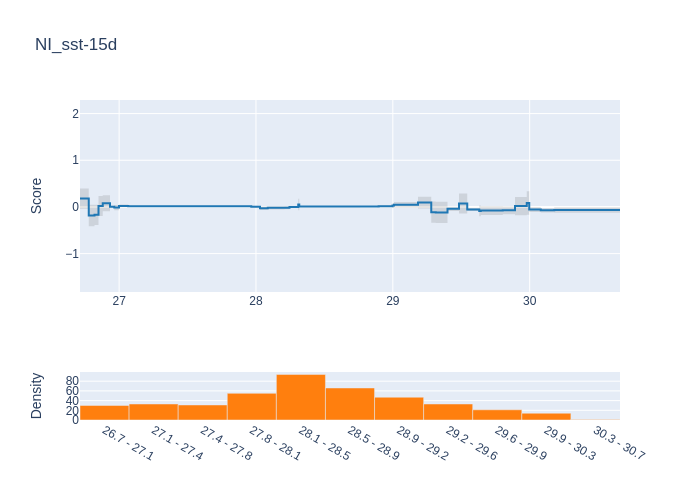 NI_sst-15d
Score
2
1
0
−1
27
28
29
30
Density
80
60
40
20
0
26.7 - 27.1
27.1 - 27.4
27.4 - 27.8
27.8 - 28.1
28.1 - 28.5
28.5 - 28.9
28.9 - 29.2
29.2 - 29.6
29.6 - 29.9
29.9 - 30.3
30.3 - 30.7